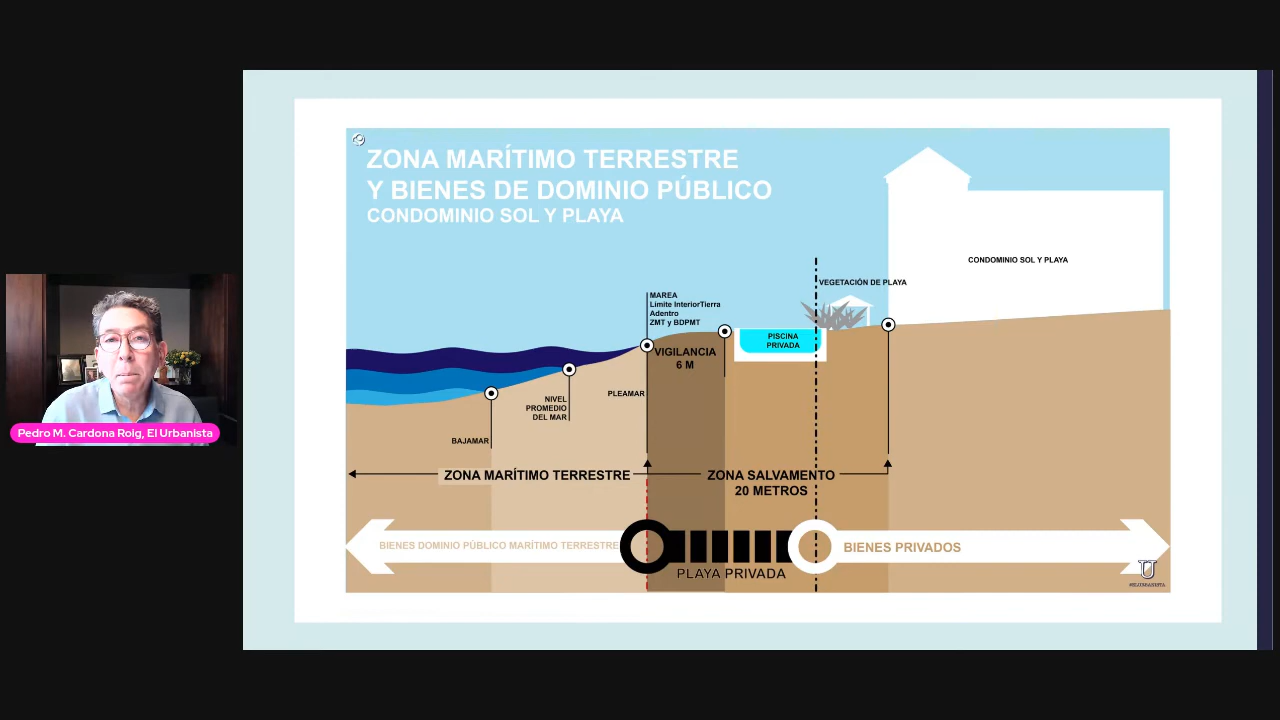 ZONA MARÍTIMO TERRESTRE
Y BIENES DE DOMINIO PÚBLICO
CONDOMINIO SOL Y PLAYA
CONDOMINIO SOL Y PLAYA
VEGETACIÓN DE PLAYA
MAREA
Limite InteriorTierra
Adentro
ZMT y BDPMT
PISCINA
PRIVADA
VIGILANCIA
6 M
PLEAMAR
NIVEL
PROMEDIO
DEL MAR
BAJAMAR
Pedro M. Cardona Roig, El Urbanista
ZONA MARÍTIMO TERRESTRE
ZONA SALVAMENTO
20 METROS
BIENES DOMINIO PÚBLICO MARÍTIMO TERRESTRE
BIENES PRIVADOS
PLAYA PRIVADA
U